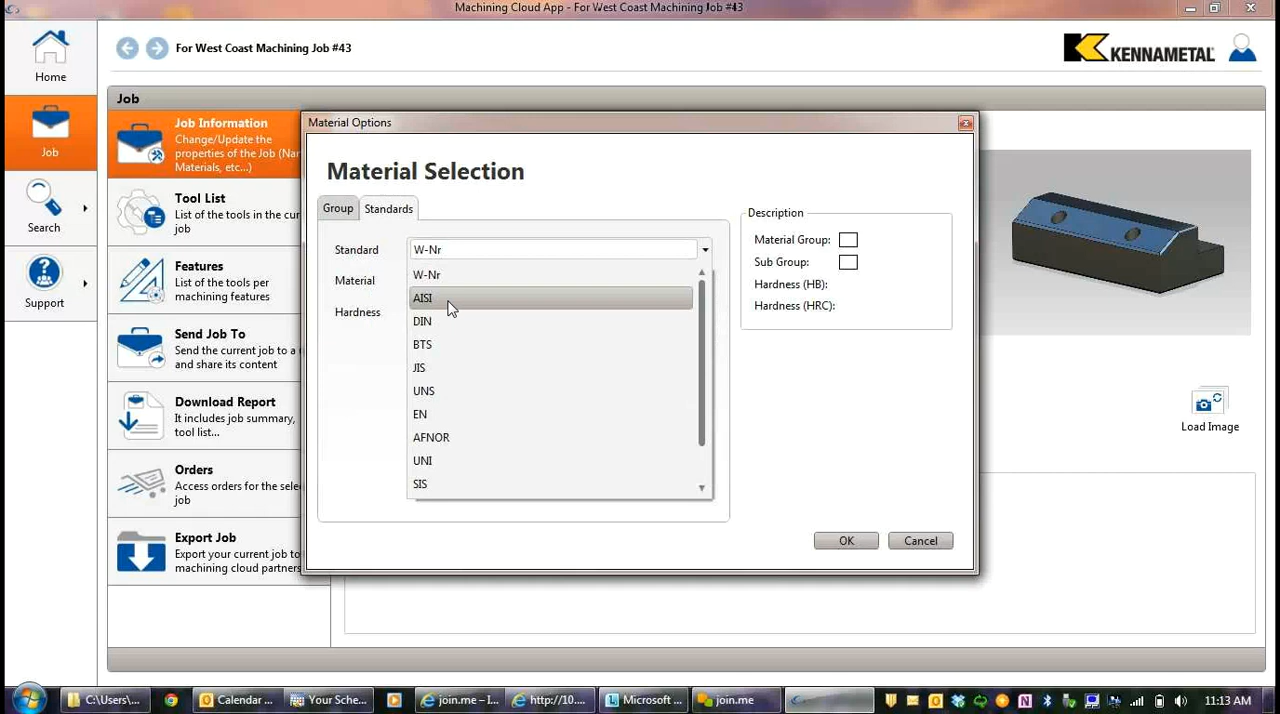 Machining Cloud App - For West Coast Machining Job #43
Home
For West Coast Machining Job #43
KENNAMETAL
Job
Search
Support
Job
Job Information
Change/Update the
properties of the Job (Nan
Materials, etc...)
Tool List
List of the tools in the curr
job
Features
List of the tools per
machining features
Send Job To
Send the current job to a
and share its content
Download Report
It includes job summary,
tool list...
Orders
Access orders for the sele
job
Export Job
Export your current job to
machining cloud partners
Material Options
Material Selection
Group
Standards
Standard
W-Nr
Material
Hardness
W-Nr
AISI
DIN
BTS
JIS
UNS
EN
AFNOR
UNI
SIS
Description
Material Group:
Sub Group:
Hardness (HB):
Hardness (HRC):
OK
Cancel
Load Image
C:\Users\...
Calendar ...
Your Sche...
join.me – I...
http://10....
Microsoft ...
join.me
11:13 AM